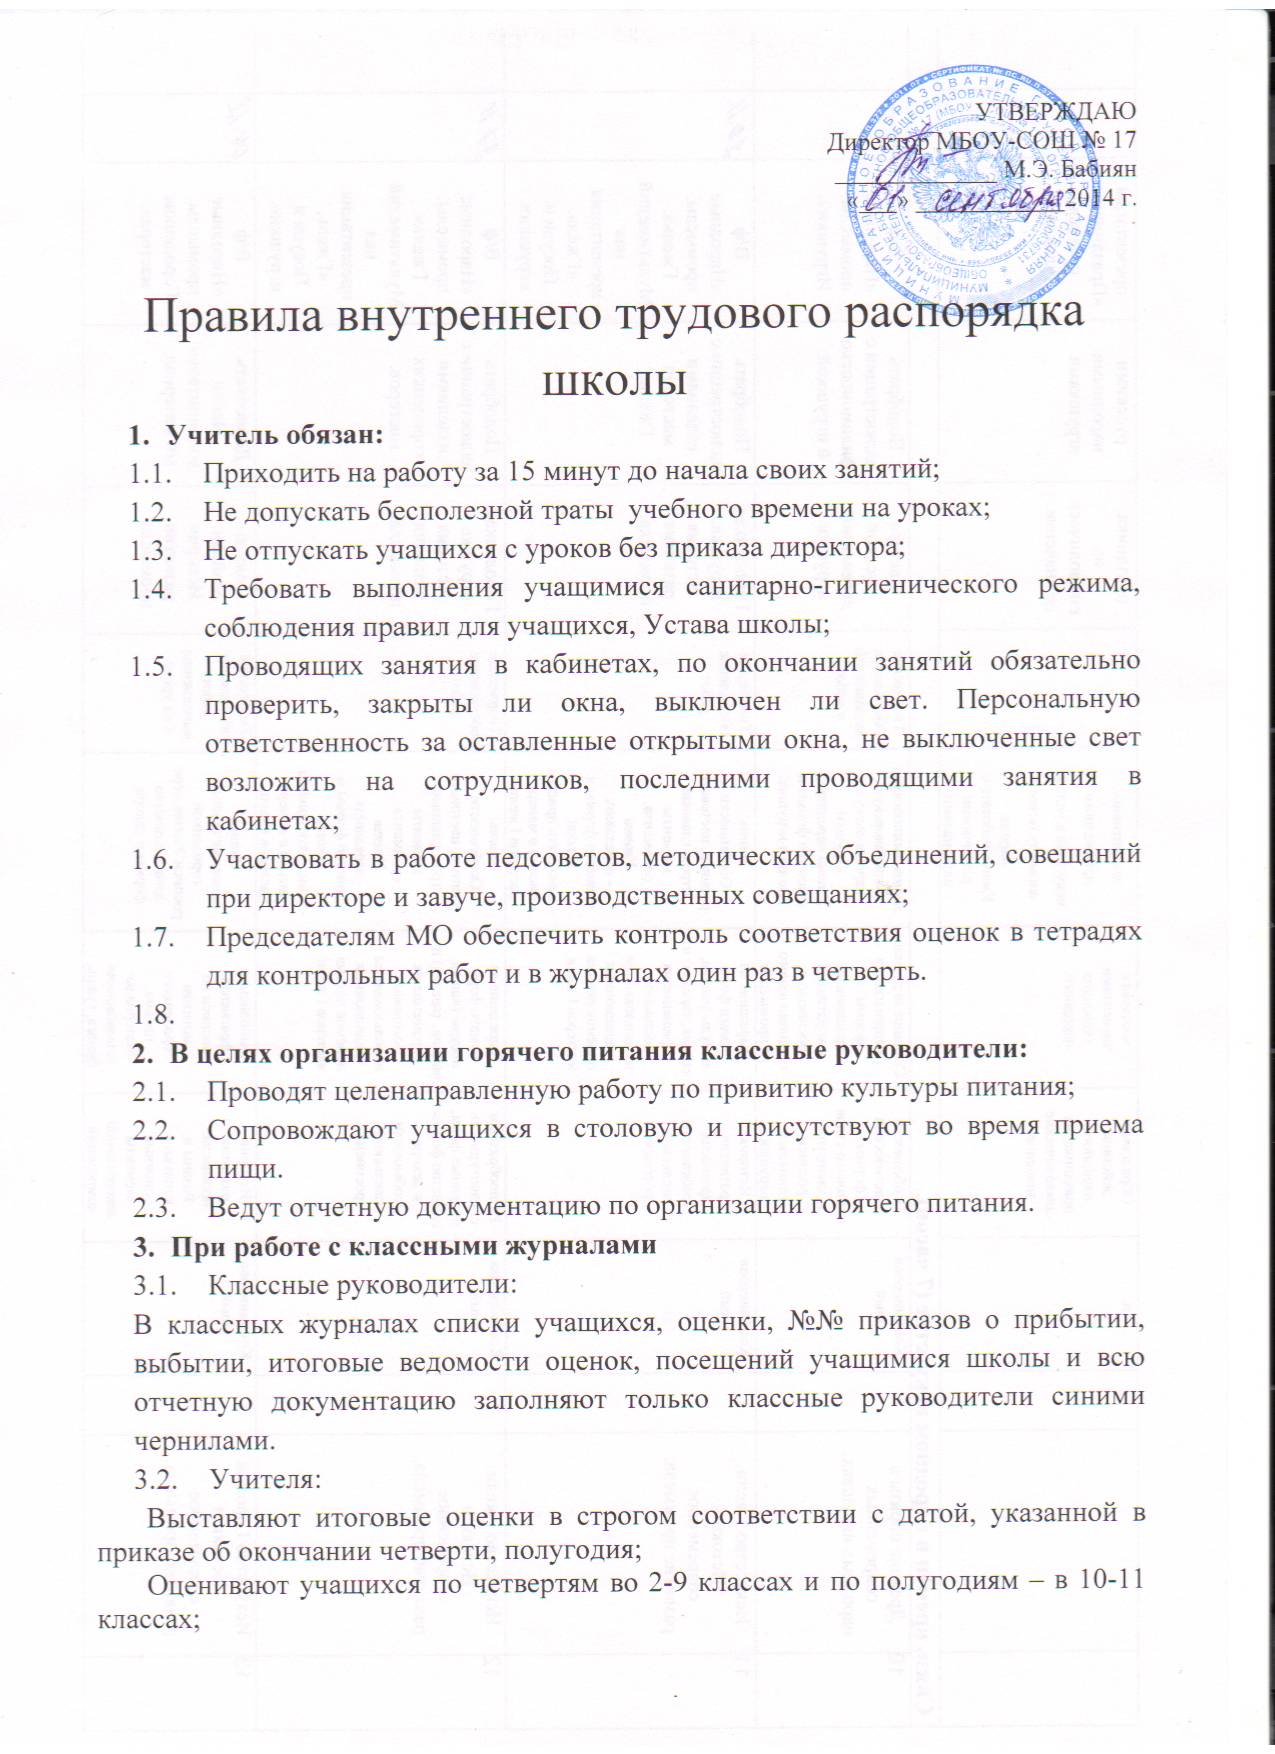 УТВЕРЖДАЮ
Директор МБОУ-СОШ № 17
_____________ М.Э. Бабиян
«01» сентября 2014 г.
Правила внутреннего трудового распорядка
школы
1. Учитель обязан:
1.1. Приходить на работу за 15 минут до начала своих занятий;
1.2. Не допускать бесполезной траты учебного времени на уроках;
1.3. Не отпускать учащихся с уроков без приказа директора;
1.4. Требовать выполнения учащимися санитарно-гигиенического режима,
соблюдения правил для учащихся, Устава школы;
1.5. Проводящих занятия в кабинетах, по окончании занятий обязательно
проверить, закрыты ли окна, выключен ли свет. Персональную
ответственность за оставленные открытыми окна, не выключенные свет
возложить на сотрудников, последними проводящими занятия в
кабинетах;
1.6. Участвовать в работе педсоветов, методических объединений, совещаний
при директоре и завуче, производственных совещаниях;
1.7. Председателям МО обеспечить контроль соответствия оценок в тетрадях
для контрольных работ и в журналах один раз в четверть.
1.8.
2. В целях организации горячего питания классные руководители:
2.1. Проводят целенаправленную работу по привитию культуры питания;
2.2. Сопровождают учащихся в столовую и присутствуют во время приема
пищи.
2.3. Ведут отчетную документацию по организации горячего питания.
3. При работе с классными журналами
3.1. Классные руководители:
В классных журналах списки учащихся, оценки, №№ приказов о прибытии,
выбытии, итоговые ведомости оценок, посещений учащимися школы и всю
отчетную документацию заполняют только классные руководители синими
чернилами.
3.2. Учителя:
Выставляют итоговые оценки в строгом соответствии с датой, указанной в
приказе об окончании четверти, полугодия;
Оценивают учащихся по четвертям во 2-9 классах и по полугодиям – в 10-11
классах;